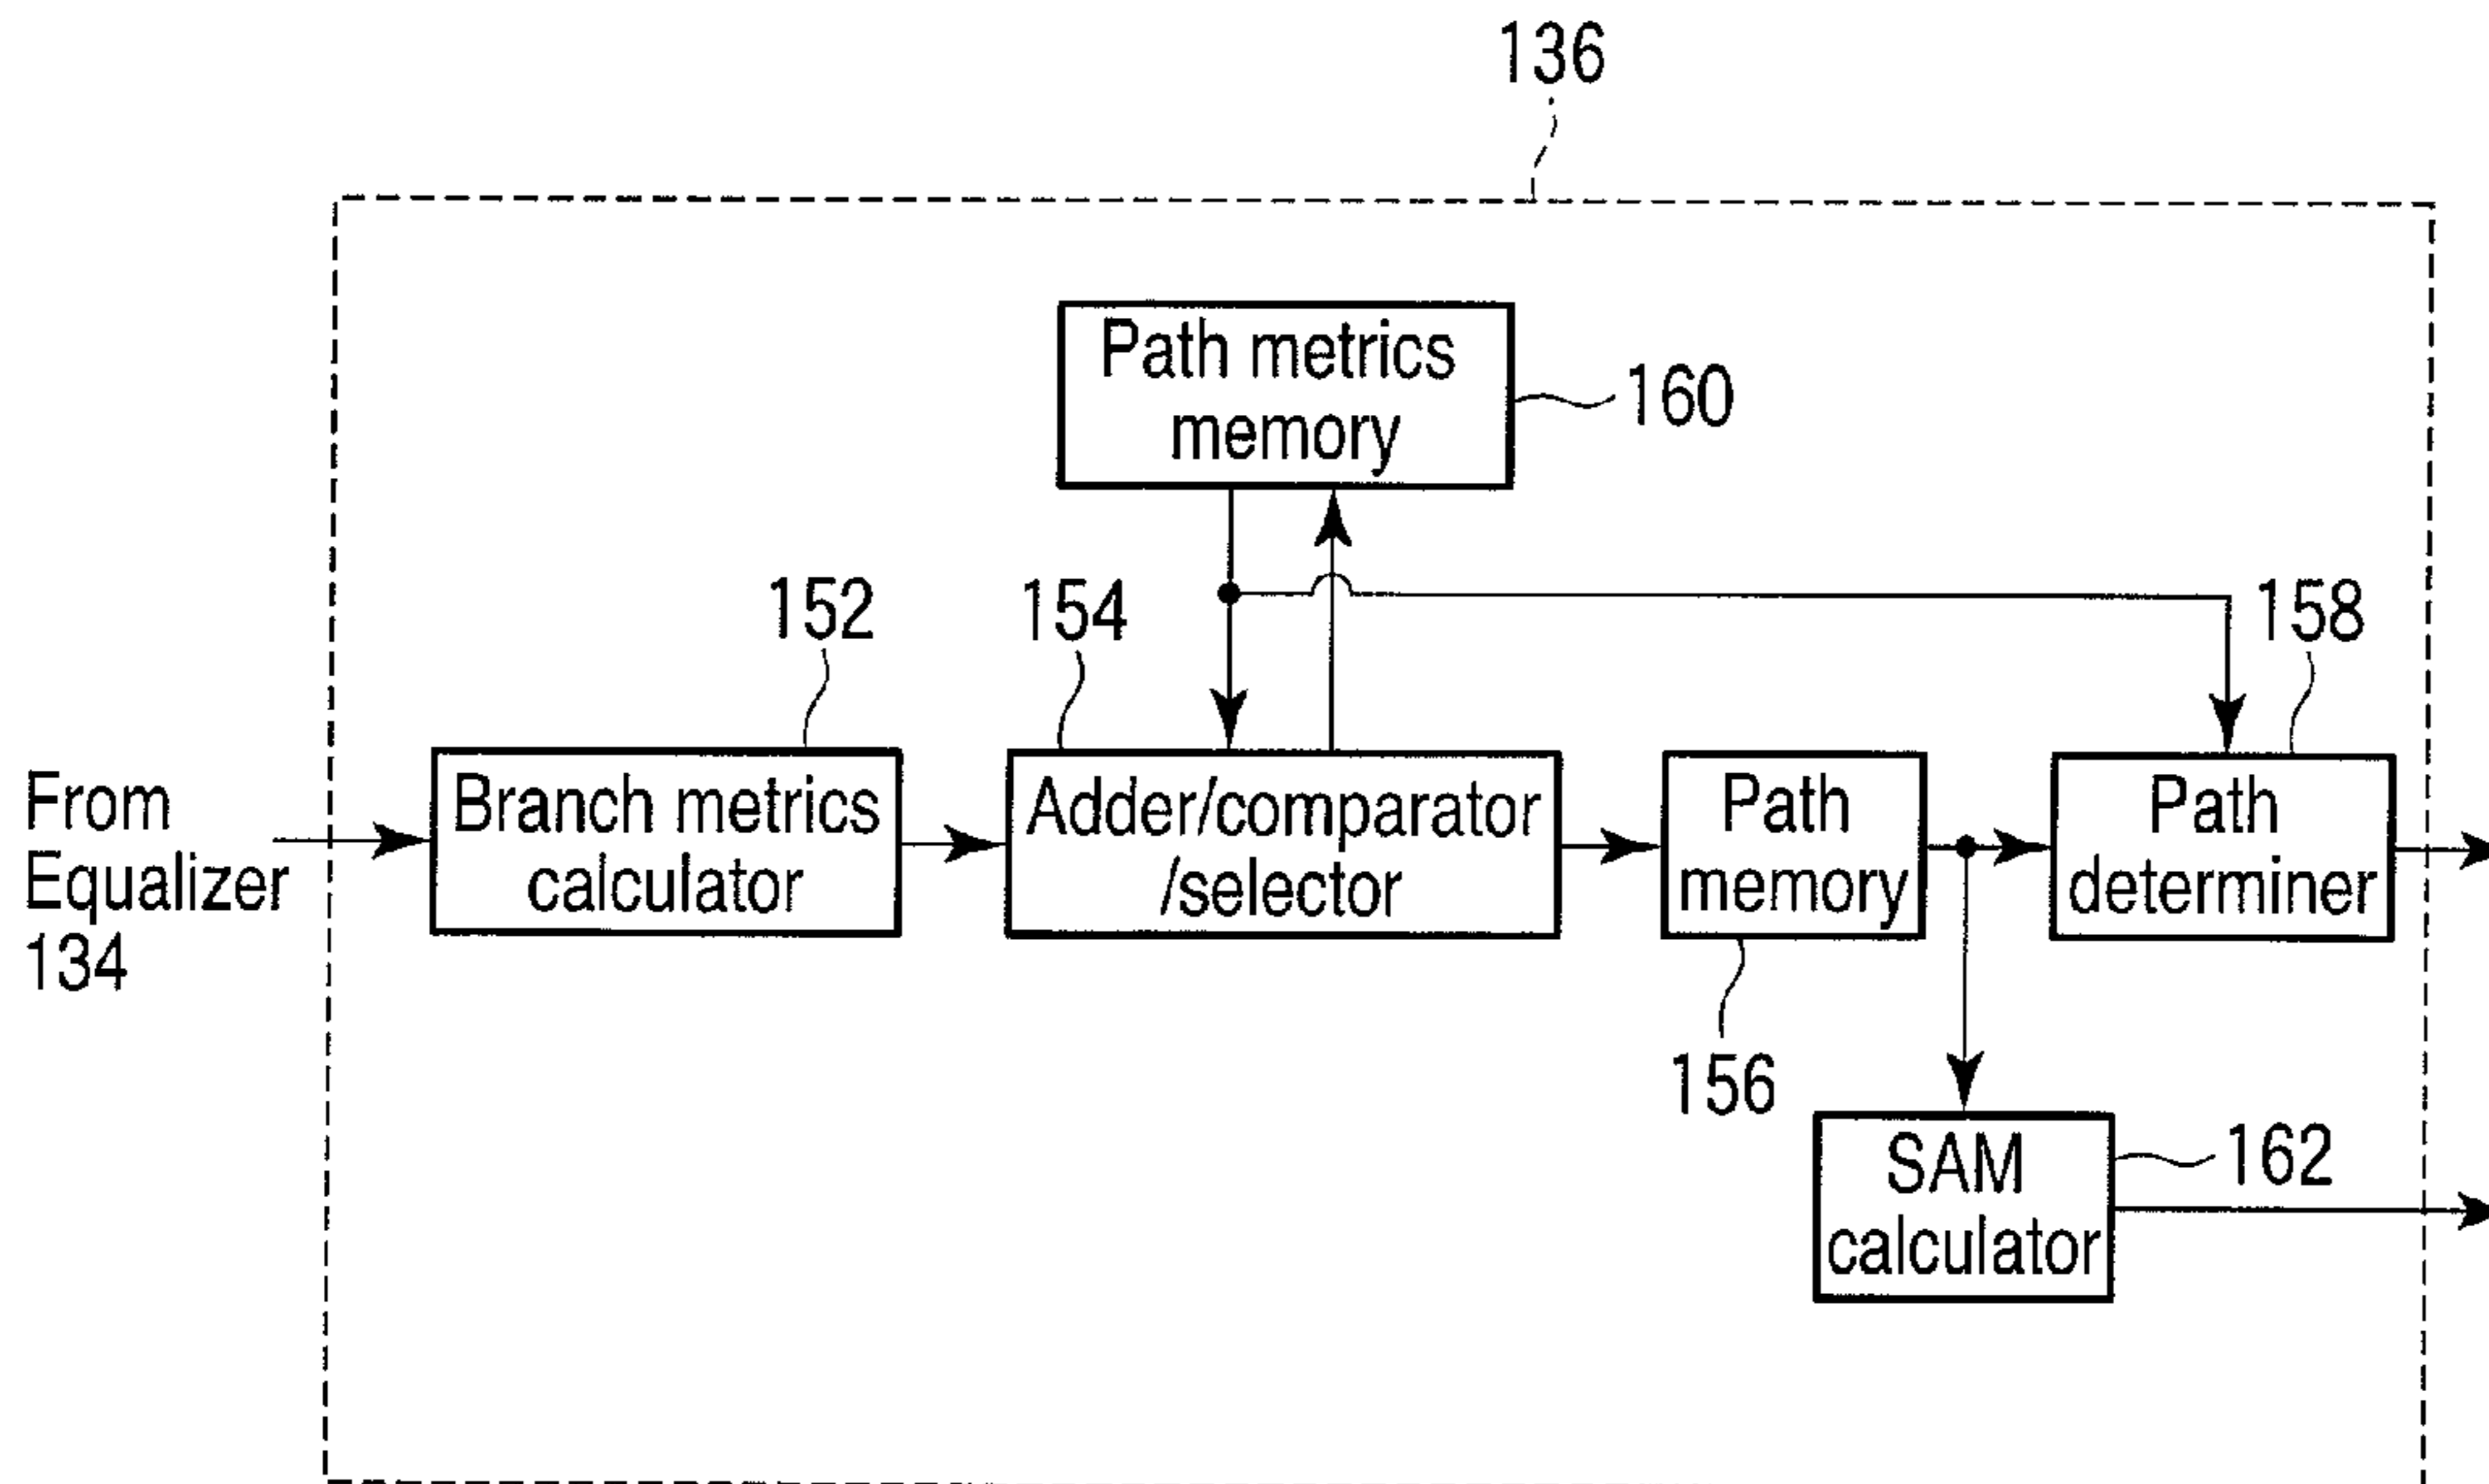 136
Path metrics
memory
160
152
154
158
From
Equalizer
134
Branch metrics
calculator
Adder/comparator
/selector
Path
memory
Path
determiner
156
SAM
calculator
162